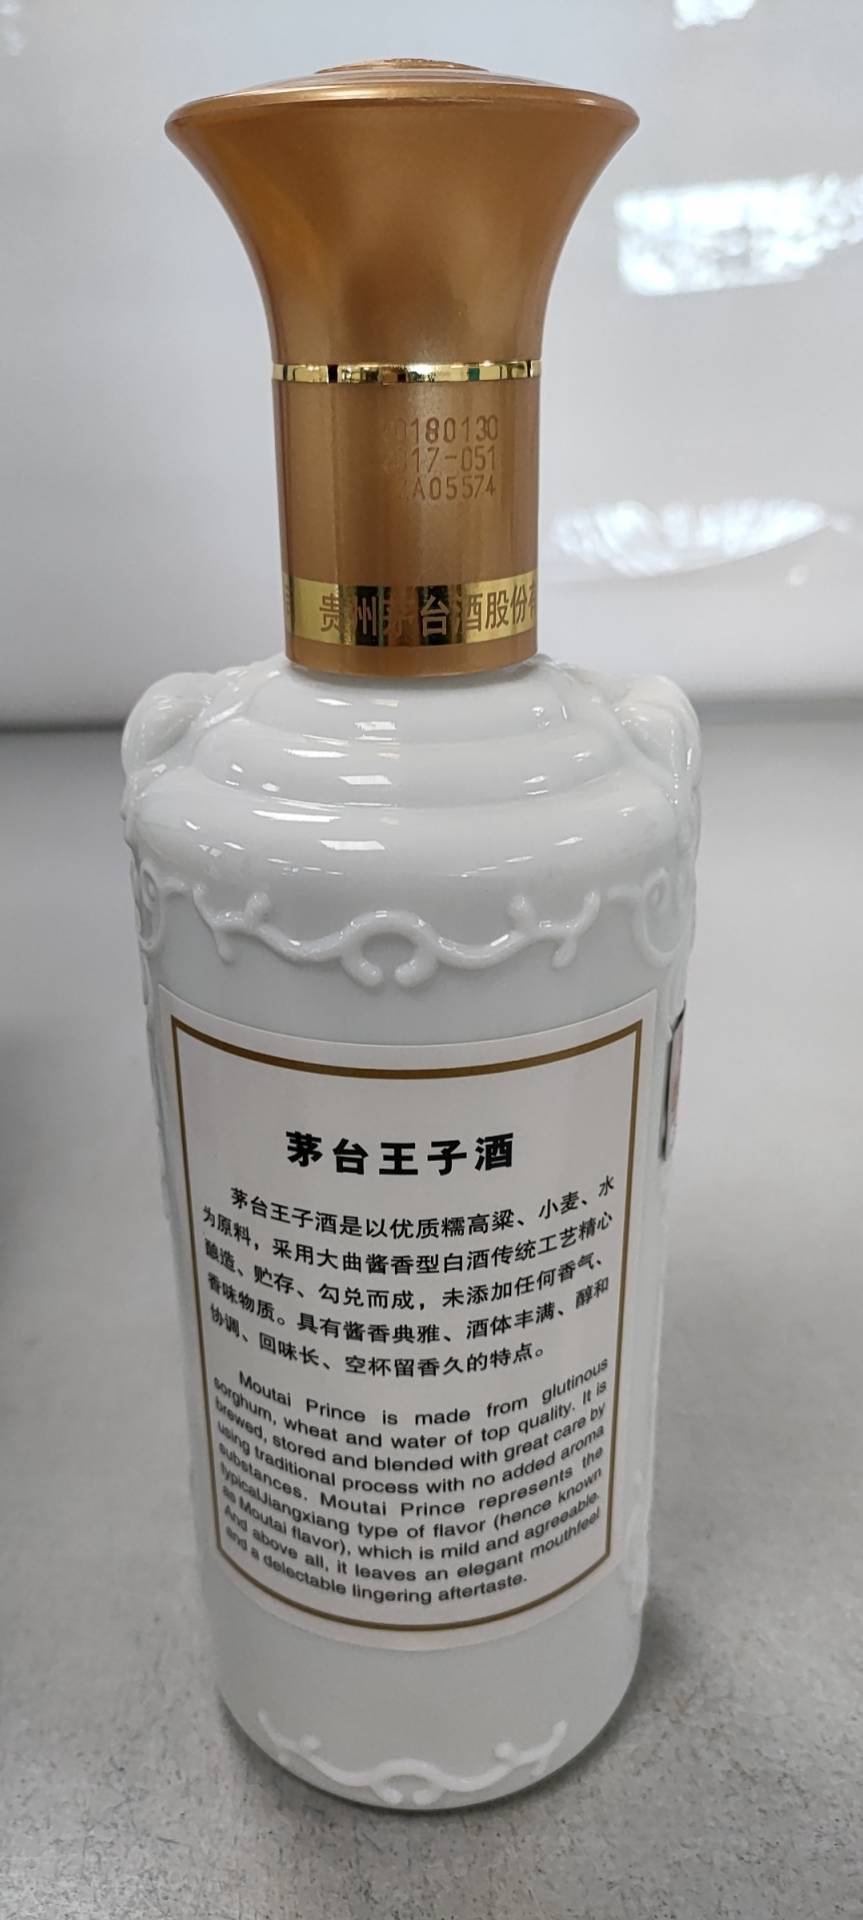 20180130
2017-051
ZA05574
贵州茅台酒股份有
茅台王子酒
茅台王子酒是以优质糯高粱、小麦、水
为原料，采用大曲酱香型白酒传统工艺精心
酿造、贮存、勾兑而成，未添加任何香气、
香味物质。具有酱香典雅、酒体丰满、醇和
协调、回味长、空杯留香久的特点。
Moutai Prince is made from glutinous
sorghum, wheat and water of top quality. It is
brewed, stored and blended with great care by
using traditional process with no added aroma
substances. Moutai Prince represents the
typicalJiangxiang type of flavor (hence known
as Moutai flavor), which is mild and agreeable.
And above all, it leaves an elegant mouthfeel
and a delectable lingering aftertaste.